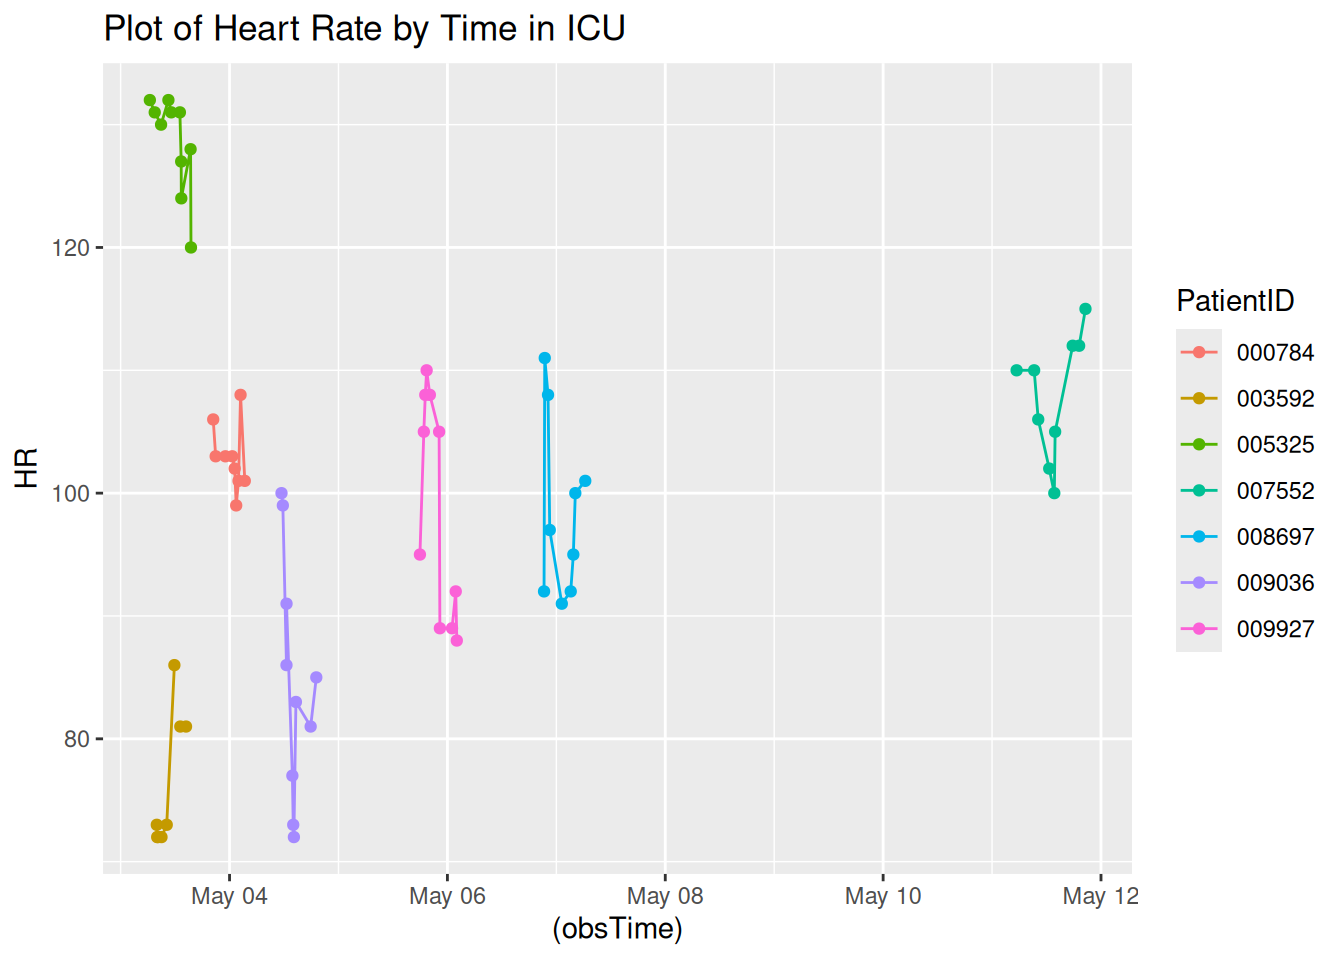 Plot of Heart Rate by Time in ICU
HR
120
100
80
May 04
May 06
May 08
May 10
May 12
(obsTime)
PatientID
000784
003592
005325
007552
008697
009036
009927